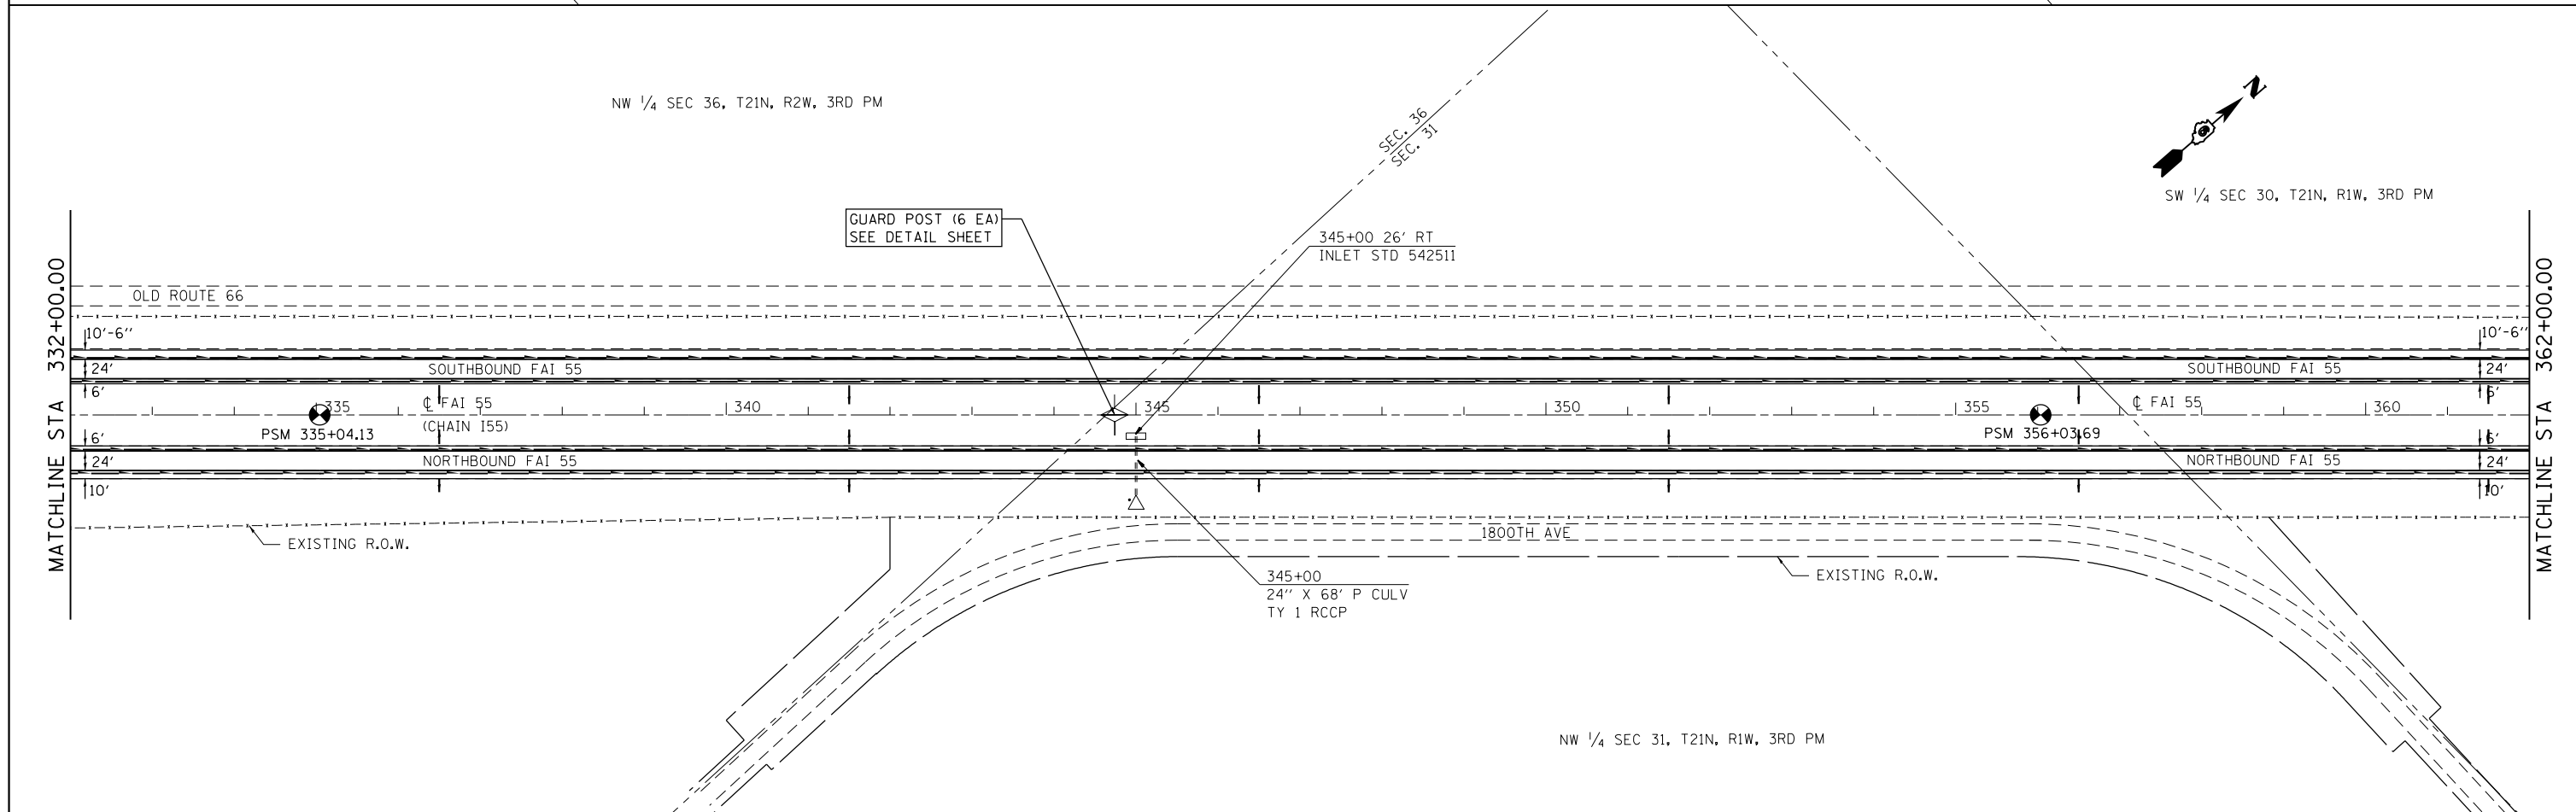 NW 1/4 SEC 36, T21N, R2W, 3RD PM
SEC. 36
SEC. 31
N
SW 1/4 SEC 30, T21N, R1W, 3RD PM
GUARD POST (6 EA)
SEE DETAIL SHEET
345+00 26' RT
INLET STD 542511
MATCHLINE STA 332+00.00
MATCHLINE STA 362+00.00
OLD ROUTE 66
10'-6''
10'-6''
24'
SOUTHBOUND FAI 55
SOUTHBOUND FAI 55
24'
6'
6'
335
℄ FAI 55
(CHAIN I55)
340
345
350
355
℄ FAI 55
360
PSM 335+04.13
PSM 356+03.69
6'
6'
24'
NORTHBOUND FAI 55
NORTHBOUND FAI 55
24'
10'
10'
EXISTING R.O.W.
1800TH AVE
345+00
24'' X 68' P CULV
TY 1 RCCP
EXISTING R.O.W.
NW 1/4 SEC 31, T21N, R1W, 3RD PM